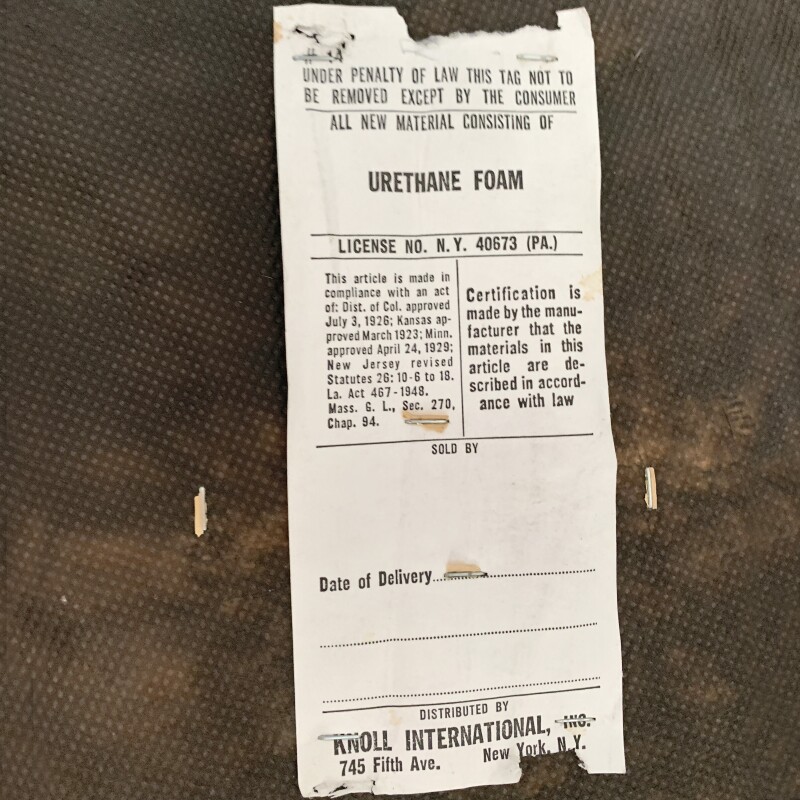 UNDER PENALTY OF LAW THIS TAG NOT TO
BE REMOVED EXCEPT BY THE CONSUMER
ALL NEW MATERIAL CONSISTING OF
URETHANE FOAM
LICENSE NO. N.Y. 40673 (PA.)
This article is made in
compliance with an act
of: Dist. of Col. approved
July 3, 1926; Kansas ap-
proved March 1923; Minn.
approved April 24, 1929;
New Jersey revised
Statutes 26: 10-6 to 18.
La. Act 467-1948.
Mass. G. L., Sec. 270,
Chap. 94.
Certification is
made by the manu-
facturer that the
materials in this
article are de-
scribed in accord-
ance with law
SOLD BY
Date of Delivery
DISTRIBUTED BY
KNOLL INTERNATIONAL, INC.
745 Fifth Ave. New York, N.Y.